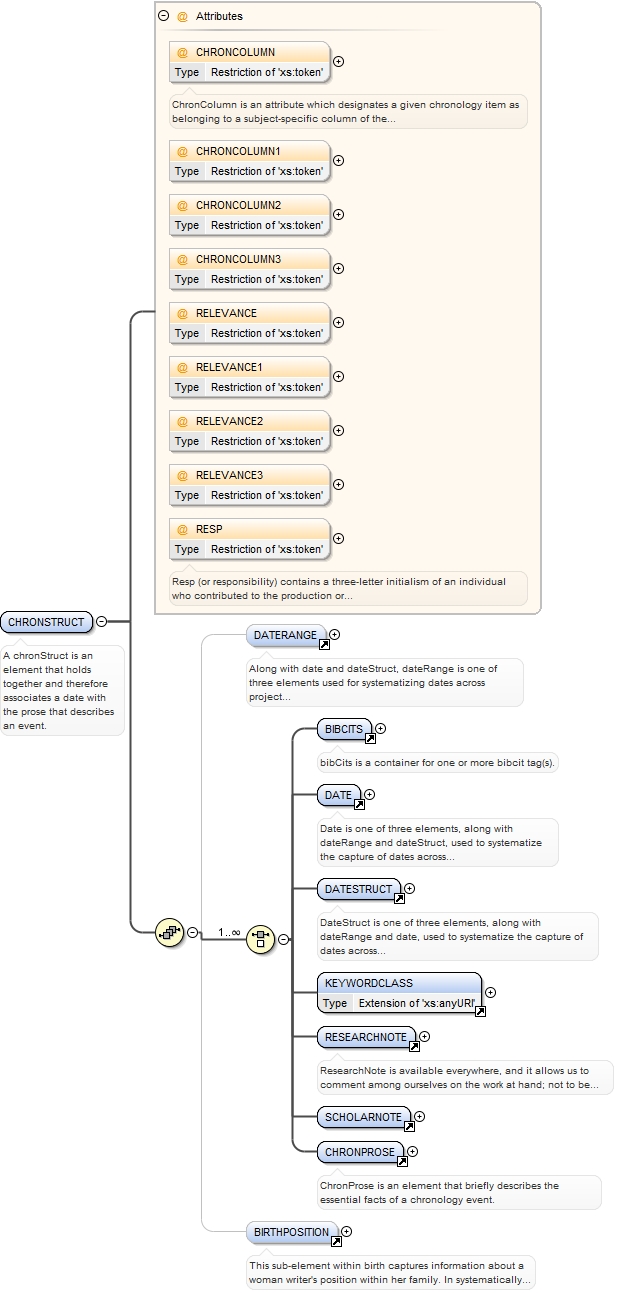 Attributes
@ CHRONCOLUMN
Type Restriction of 'xs:token'
ChronColumn is an attribute which designates a given chronology item as
belonging to a subject-specific column of the...
@ CHRONCOLUMN1
Type Restriction of 'xs:token'
@ CHRONCOLUMN2
Type Restriction of 'xs:token'
@ CHRONCOLUMN3
Type Restriction of 'xs:token'
@ RELEVANCE
Type Restriction of 'xs:token'
@ RELEVANCE1
Type Restriction of 'xs:token'
@ RELEVANCE2
Type Restriction of 'xs:token'
@ RELEVANCE3
Type Restriction of 'xs:token'
@ RESP
Type Restriction of 'xs:token'
Resp (or responsibility) contains a three-letter initialism of an individual
who contributed to the production or...
CHRONSTRUCT
A chronStruct is an
element that holds
together and therefore
associates a date with
the prose that describes
an event.
DATERANGE
Along with date and dateStruct, dateRange is one of
three elements used for systematizing dates across
project...
1..∞
BIBCITS
bibCits is a container for one or more bibcit tag(s).
DATE
Date is one of three elements, along with
dateRange and dateStruct, used to systematize
the capture of dates across...
DATESTRUCT
DateStruct is one of three elements, along with
dateRange and date, used to systematize the capture of
dates across...
KEYWORDCLASS
Type Extension of 'xs:anyURI'
RESEARCHNOTE
ResearchNote is available everywhere, and it allows us to
comment among ourselves on the work at hand; not to be...
SCHOLARNOTE
CHRONPROSE
ChronProse is an element that briefly describes the
essential facts of a chronology event.
BIRTHPOSITION
This sub-element within birth captures information about a
woman writer's position within her family. In systematically...